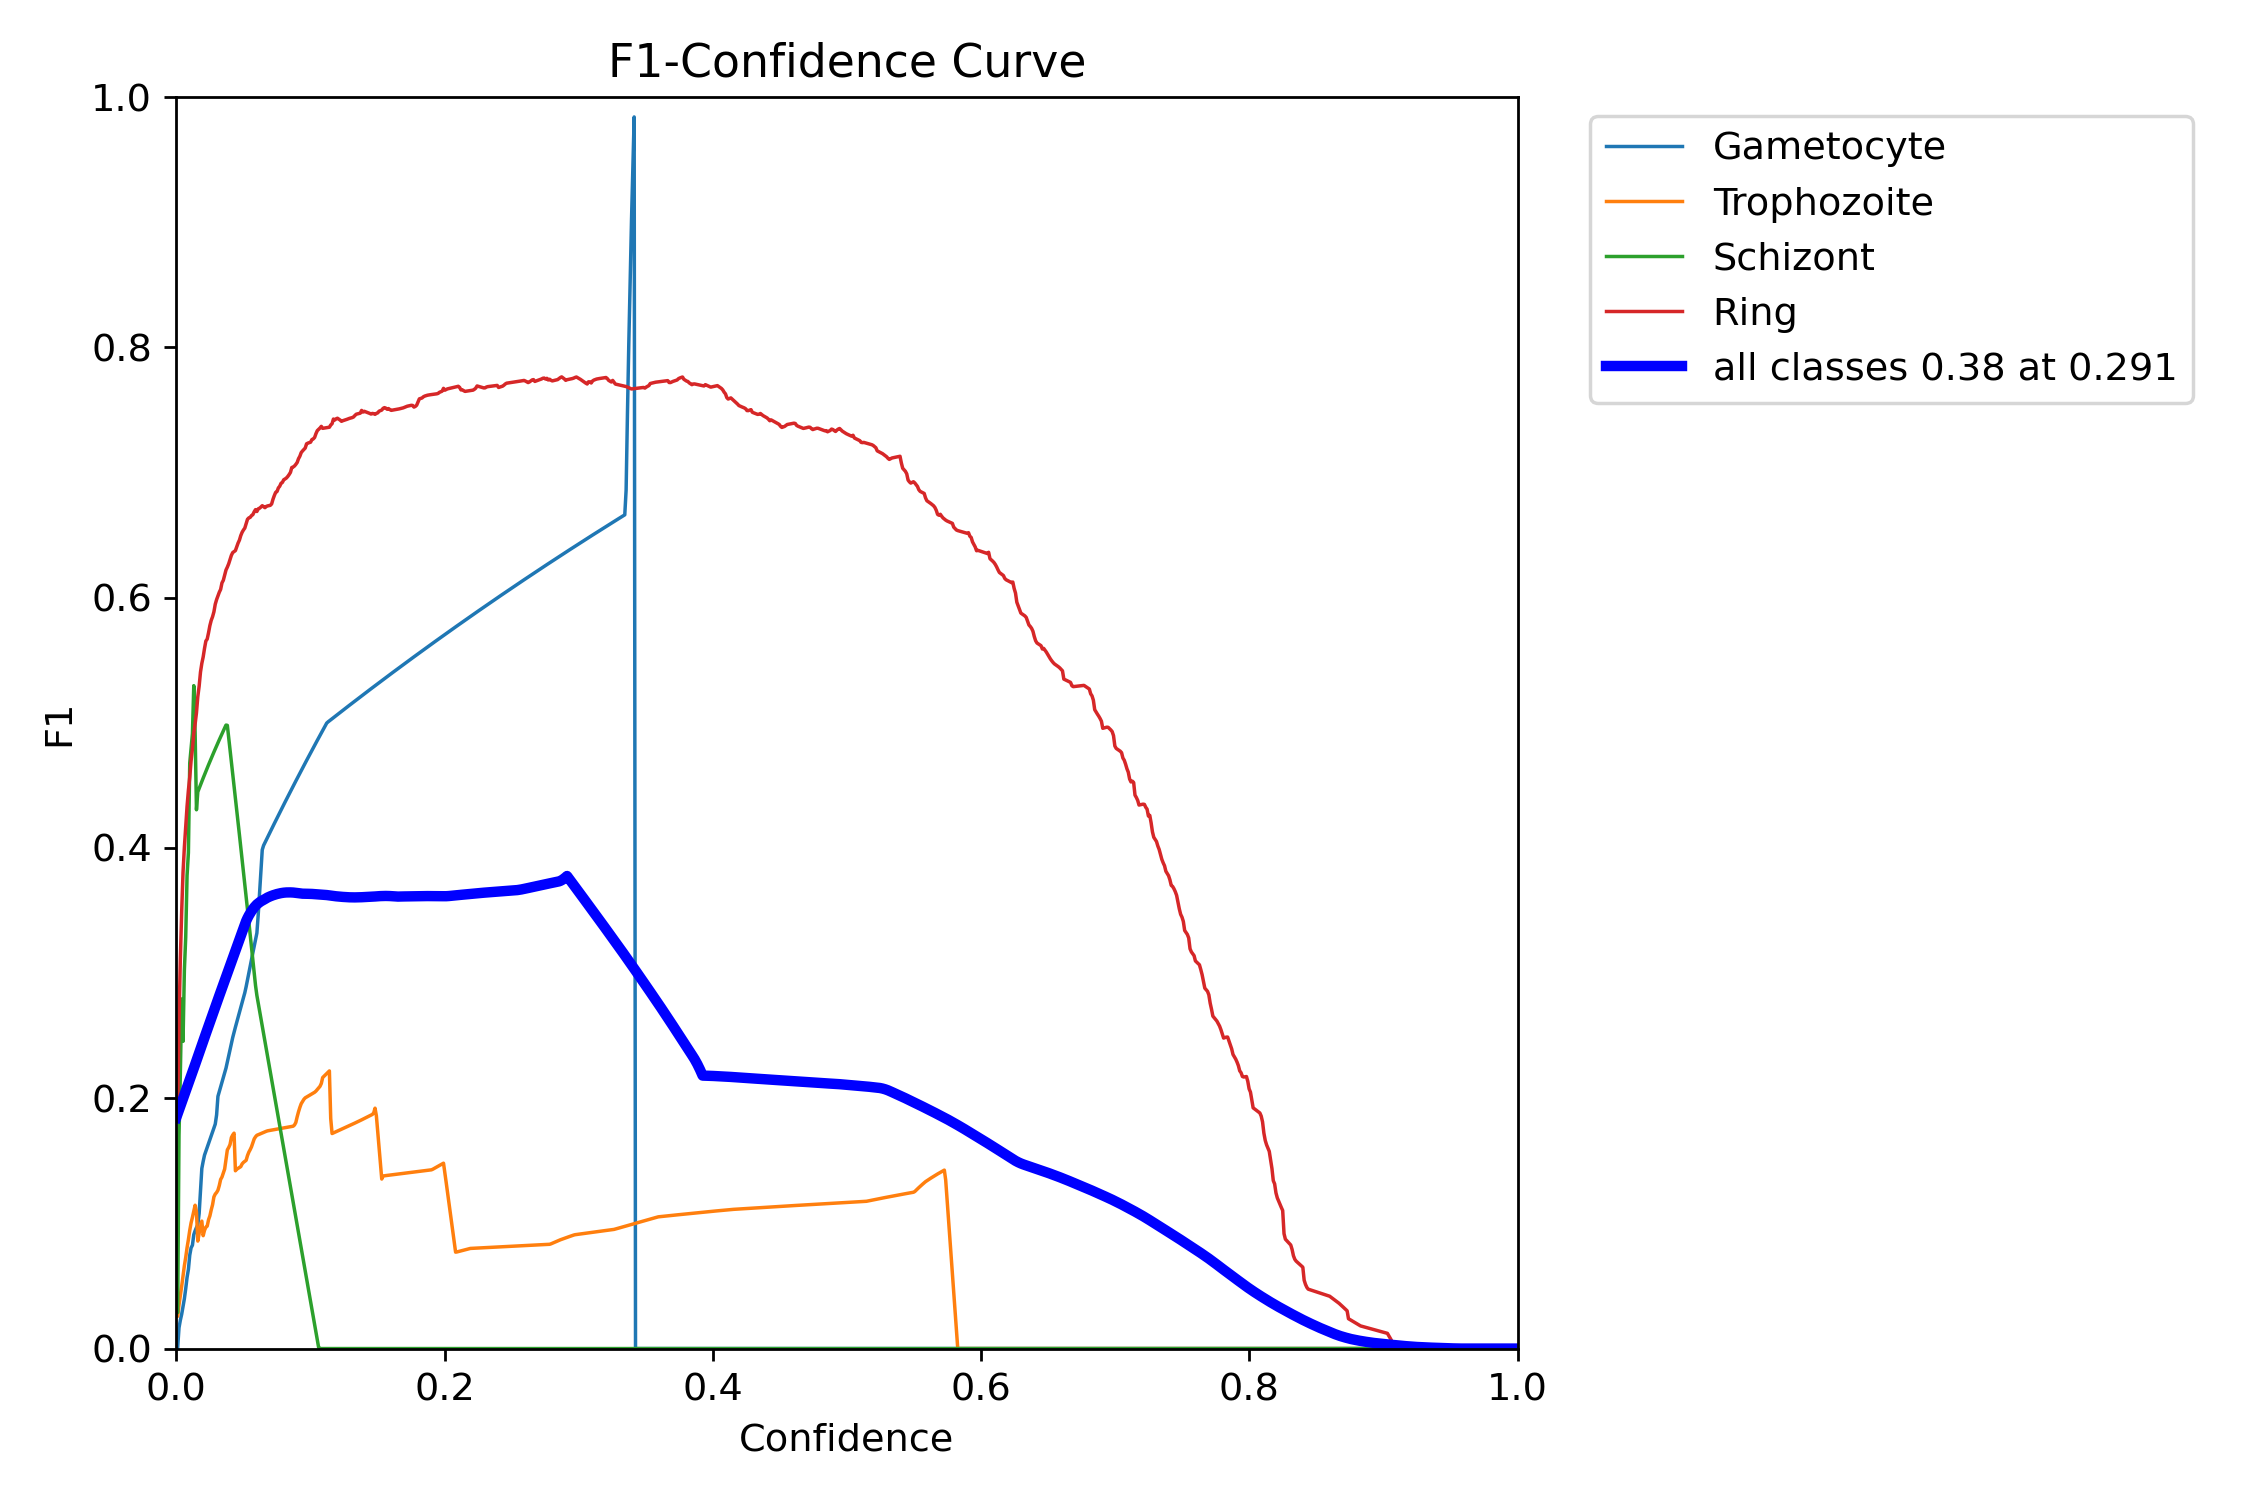 F1-Confidence Curve
1.0
0.8
0.6
0.4
0.2
0.0
F1
0.0 0.2 0.4 0.6 0.8 1.0
Confidence
Gametocyte
Trophozoite
Schizont
Ring
all classes 0.38 at 0.291